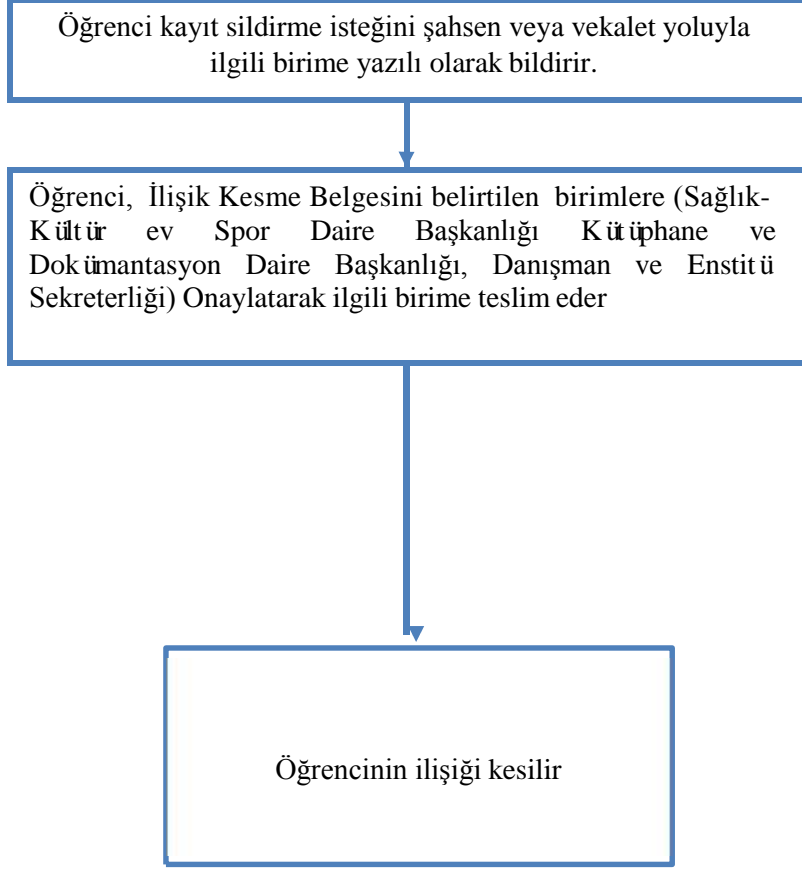 Öğrenci kayıt sildirme isteğini şahsen veya vekalet yoluyla
ilgili birime yazılı olarak bildirir.
Öğrenci, İlişik Kesme Belgesini belirtilen birimlere (Sağlık-
Kültür ev Spor Daire Başkanlığı Kütüphane ve
Dokümantasyon Daire Başkanlığı, Danışman ve Enstitü
Sekreterliği) Onaylatarak ilgili birime teslim eder
Öğrencinin ilişiği kesilir